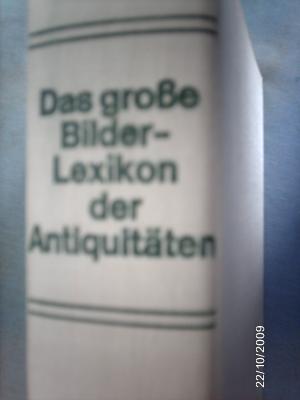 Das große
Bilder-
Lexikon
der
Antiquitäten
22/10/2009